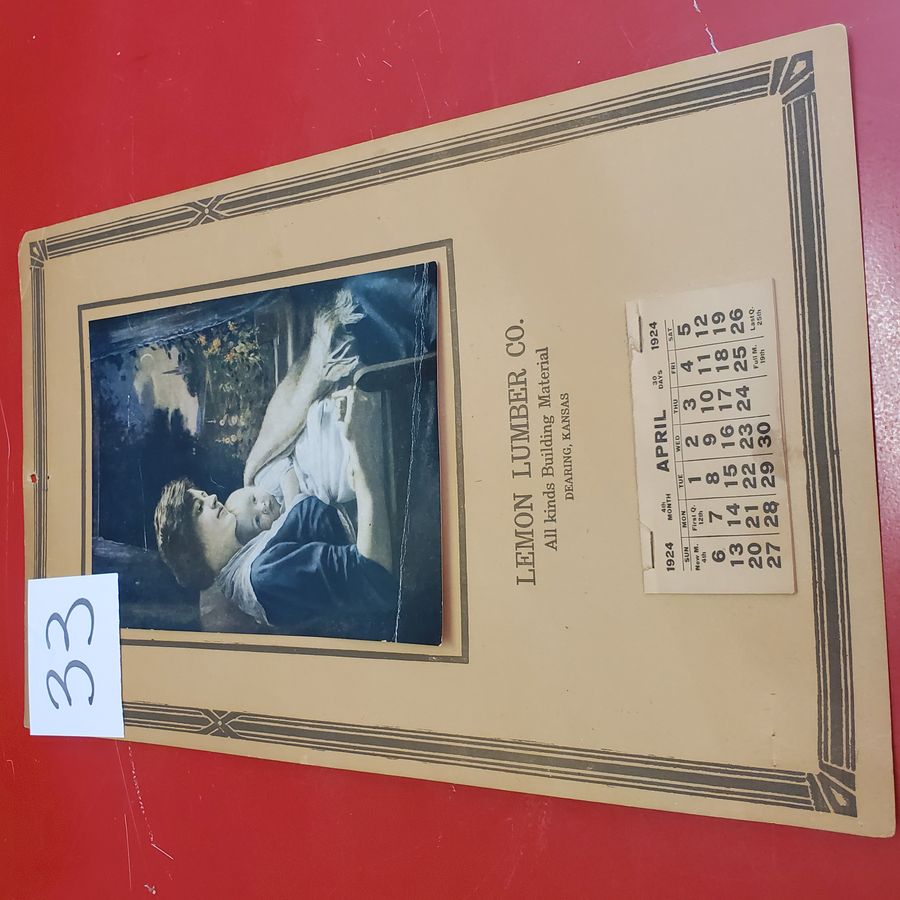 33
LEMON LUMBER CO.
All kinds Building Material
DEARING, KANSAS
1924 4th MONTH APRIL 30 DAYS 1924
SUN MON TUE WED THU FRI SAT
New M. 4th First Q. 12th 1 2 3 4 5
6 7 8 9 10 11 12
13 14 15 16 17 18 19
20 21 22 23 24 25 26
27 28 29 30 Full M. 19th Last Q. 25th